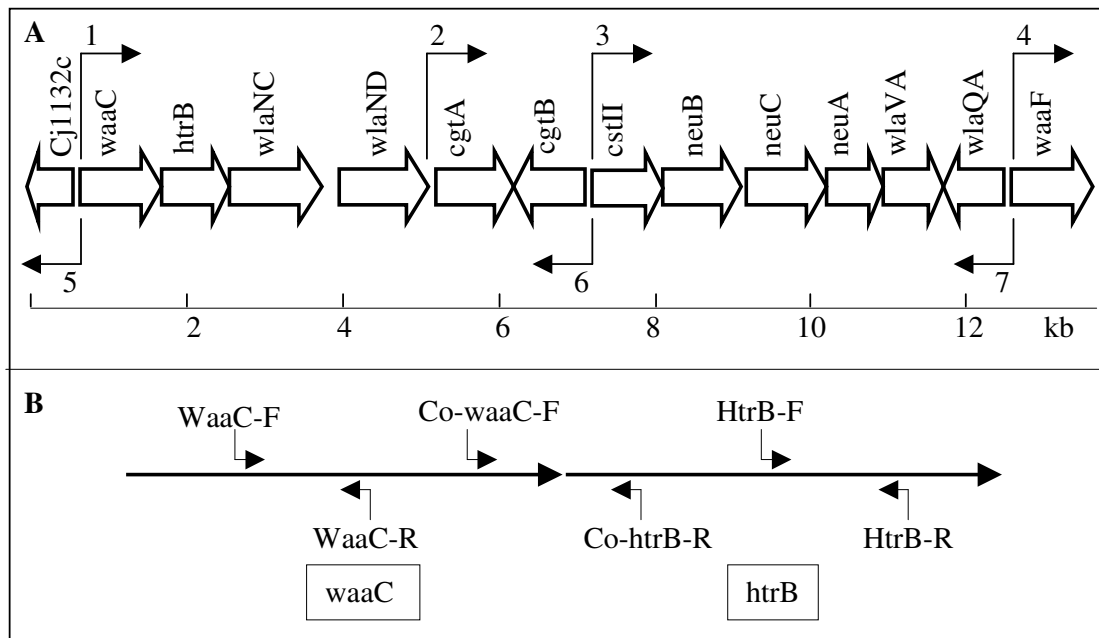 A
1 2 3 4
Cj1132c waaC htrB wlaNC wlaND cgtA cgtB cstII neuB neuC neuA wlaVA wlaQA waaF
5 6 7
2 4 6 8 10 12 kb
B
WaaC-F Co-waaC-F HtrB-F
WaaC-R Co-htrB-R HtrB-R
waaC htrB